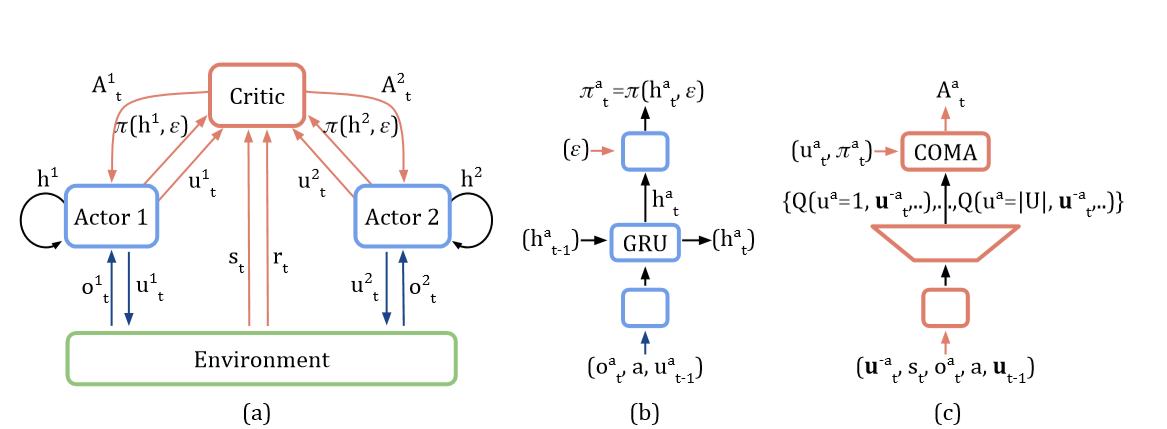 Critic
A¹ₜ
A²ₜ
π(h¹, ε)
π(h², ε)
u¹ₜ
u²ₜ
h¹
h²
Actor 1
Actor 2
sₜ
rₜ
o¹ₜ
u¹ₜ
u²ₜ
o²ₜ
Environment
(a)
πᵃₜ=π(hᵃₜ, ε)
(ε)
hᵃₜ
(hᵃₜ₋₁)
GRU
(hᵃₜ)
(oᵃₜ, a, uᵃₜ₋₁)
(b)
Aᵃₜ
(uᵃₜ, πᵃₜ)
COMA
{Q(uᵃ=1, u⁻ᵃₜ,..),...,Q(uᵃ=|U|, u⁻ᵃₜ,..)}
(u⁻ᵃₜ, sₜ, oᵃₜ, a, uₜ₋₁)
(c)